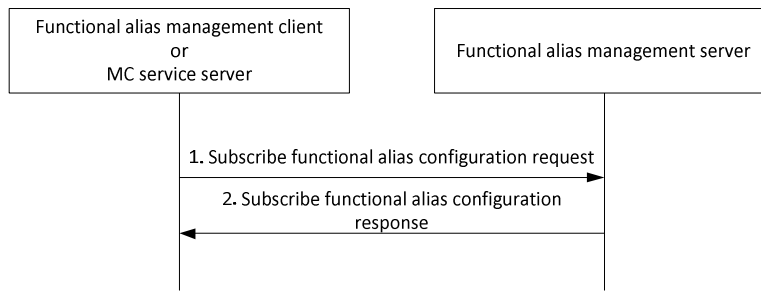 Functional alias management client
or
MC service server
Functional alias management server
1. Subscribe functional alias configuration request
2. Subscribe functional alias configuration
response